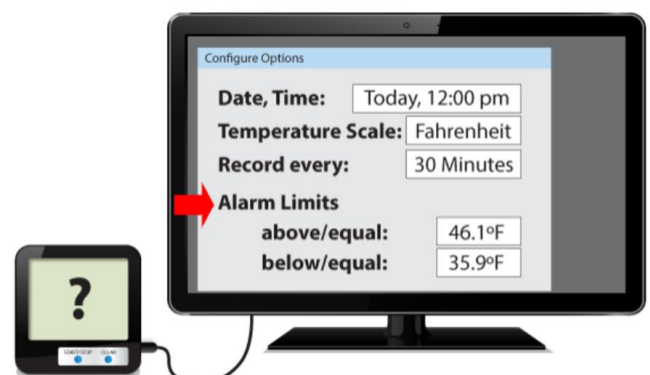 Configure Options
Date, Time: Today, 12:00 pm
Temperature Scale: Fahrenheit
Record every: 30 Minutes
Alarm Limits
above/equal: 46.1ºF
below/equal: 35.9ºF
?
START/STOP CLEAR